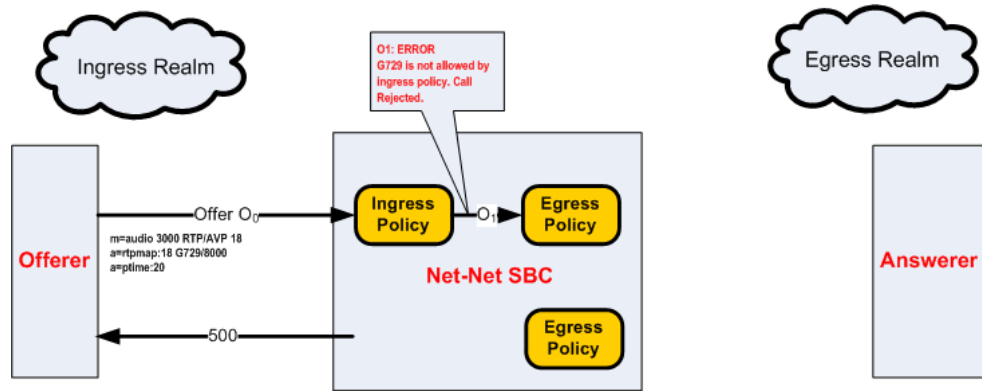 Ingress Realm
Egress Realm
O1: ERROR
G729 is not allowed by
ingress policy. Call
Rejected.
Offerer
Offer O0
m=audio 3000 RTP/AVP 18
a=rtpmap:18 G729/8000
a=ptime:20
Ingress
Policy
O1
Egress
Policy
Net-Net SBC
Answerer
500
Egress
Policy